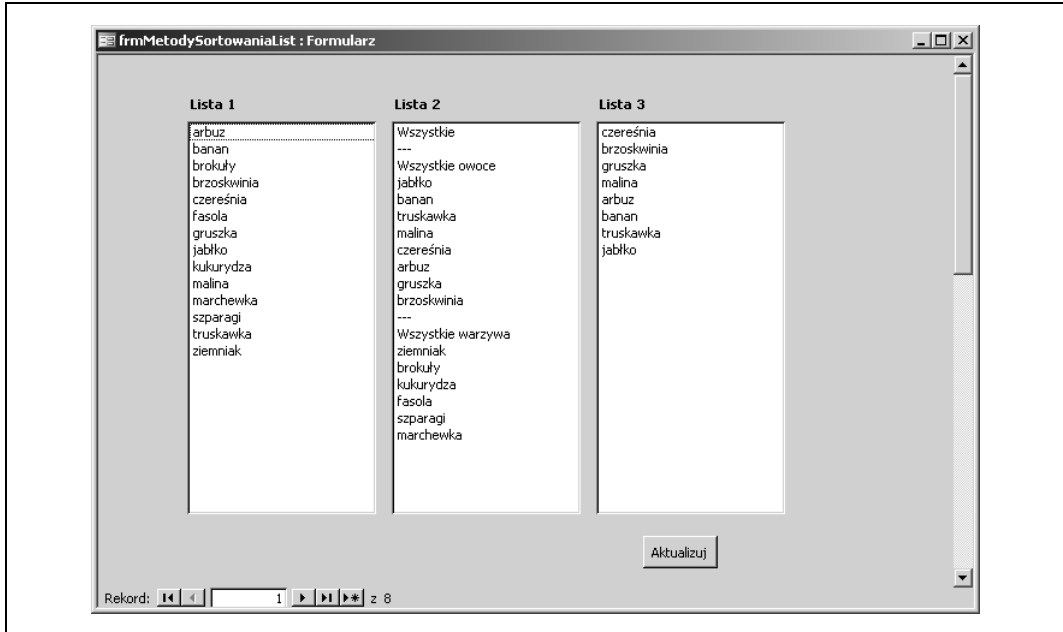 frmMetodySortowaniaList : Formularz
Lista 1
arbuz
banan
brokuły
brzoskwinia
czereśnia
fasola
gruszka
jabłko
kukurydza
malina
marchewka
szparagi
truskawka
ziemniak
Lista 2
Wszystkie
---
Wszystkie owoce
jabłko
banan
truskawka
malina
czereśnia
arbuz
gruszka
brzoskwinia
---
Wszystkie warzywa
ziemniak
brokuły
kukurydza
fasola
szparagi
marchewka
Lista 3
czereśnia
brzoskwinia
gruszka
malina
arbuz
banan
truskawka
jabłko
Aktualizuj
Rekord: 1 z 8